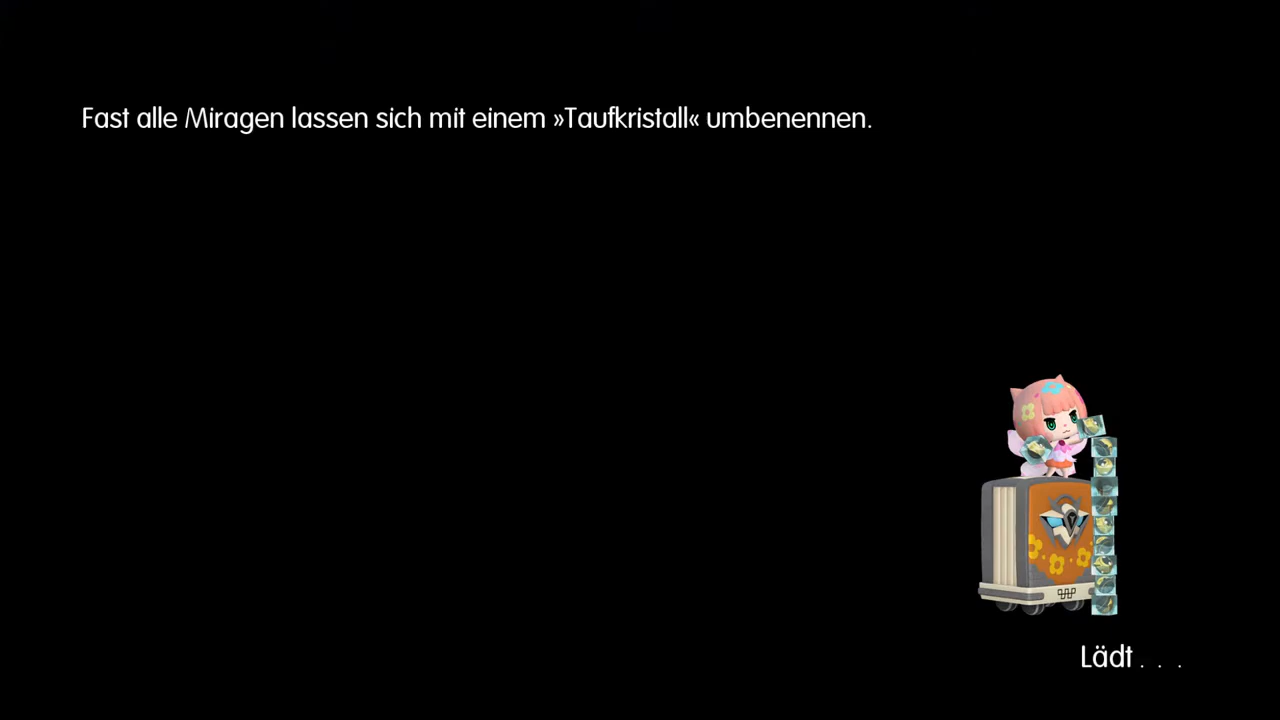 Fast alle Miragen lassen sich mit einem »Taufkristall« umbenennen.
Lädt . . .